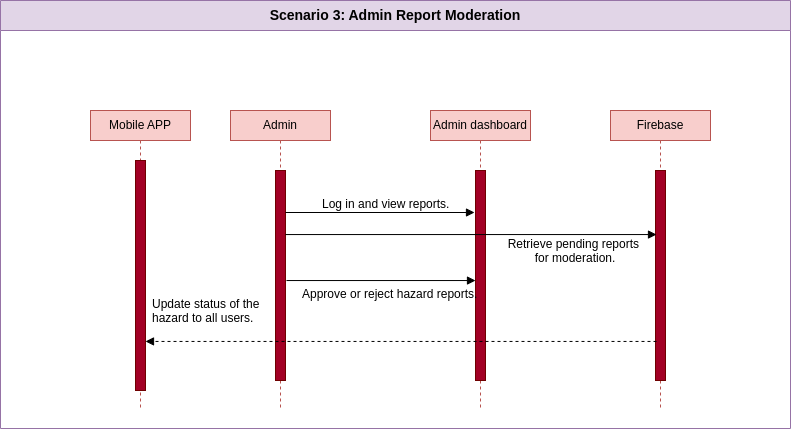 Scenario 3: Admin Report Moderation
Mobile APP
Admin
Admin dashboard
Firebase
Log in and view reports.
Retrieve pending reports
for moderation.
Approve or reject hazard reports
Update status of the
hazard to all users.